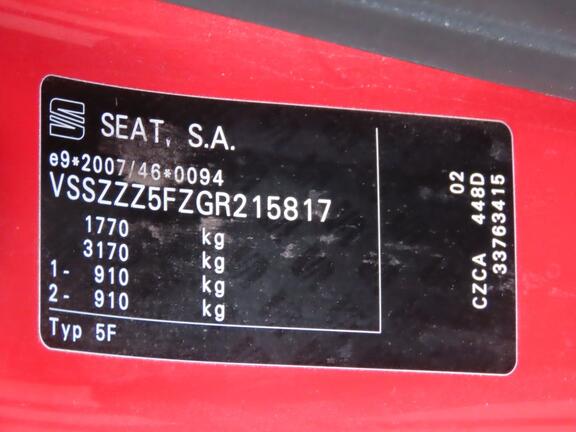 SEAT, S.A.
e9*2007/46*0094
VSSZZZ5FZGR215817
1770 kg
3170 kg
1- 910 kg
2- 910 kg
Typ 5F
02
CZCA 448D
33763415